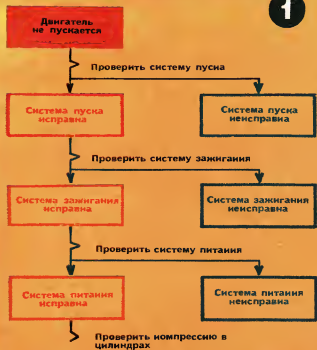 1
Двигатель
не пускается
Проверить систему пуска
Система пуска
исправна
Система пуска
неисправна
Проверить систему зажигания
Система зажигания
исправна
Система зажигания
неисправна
Проверить систему питания
Система питания
исправна
Система питания
неисправна
Проверить компрессию в
цилиндрах